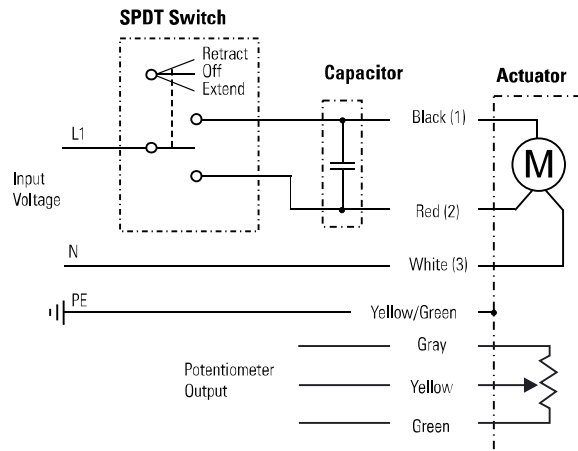 SPDT Switch
Retract
Off
Extend
Capacitor
Actuator
L1
Black (1)
M
Input
Voltage
Red (2)
N
White (3)
PE
Yellow/Green
Gray
Potentiometer
Output
Yellow
Green